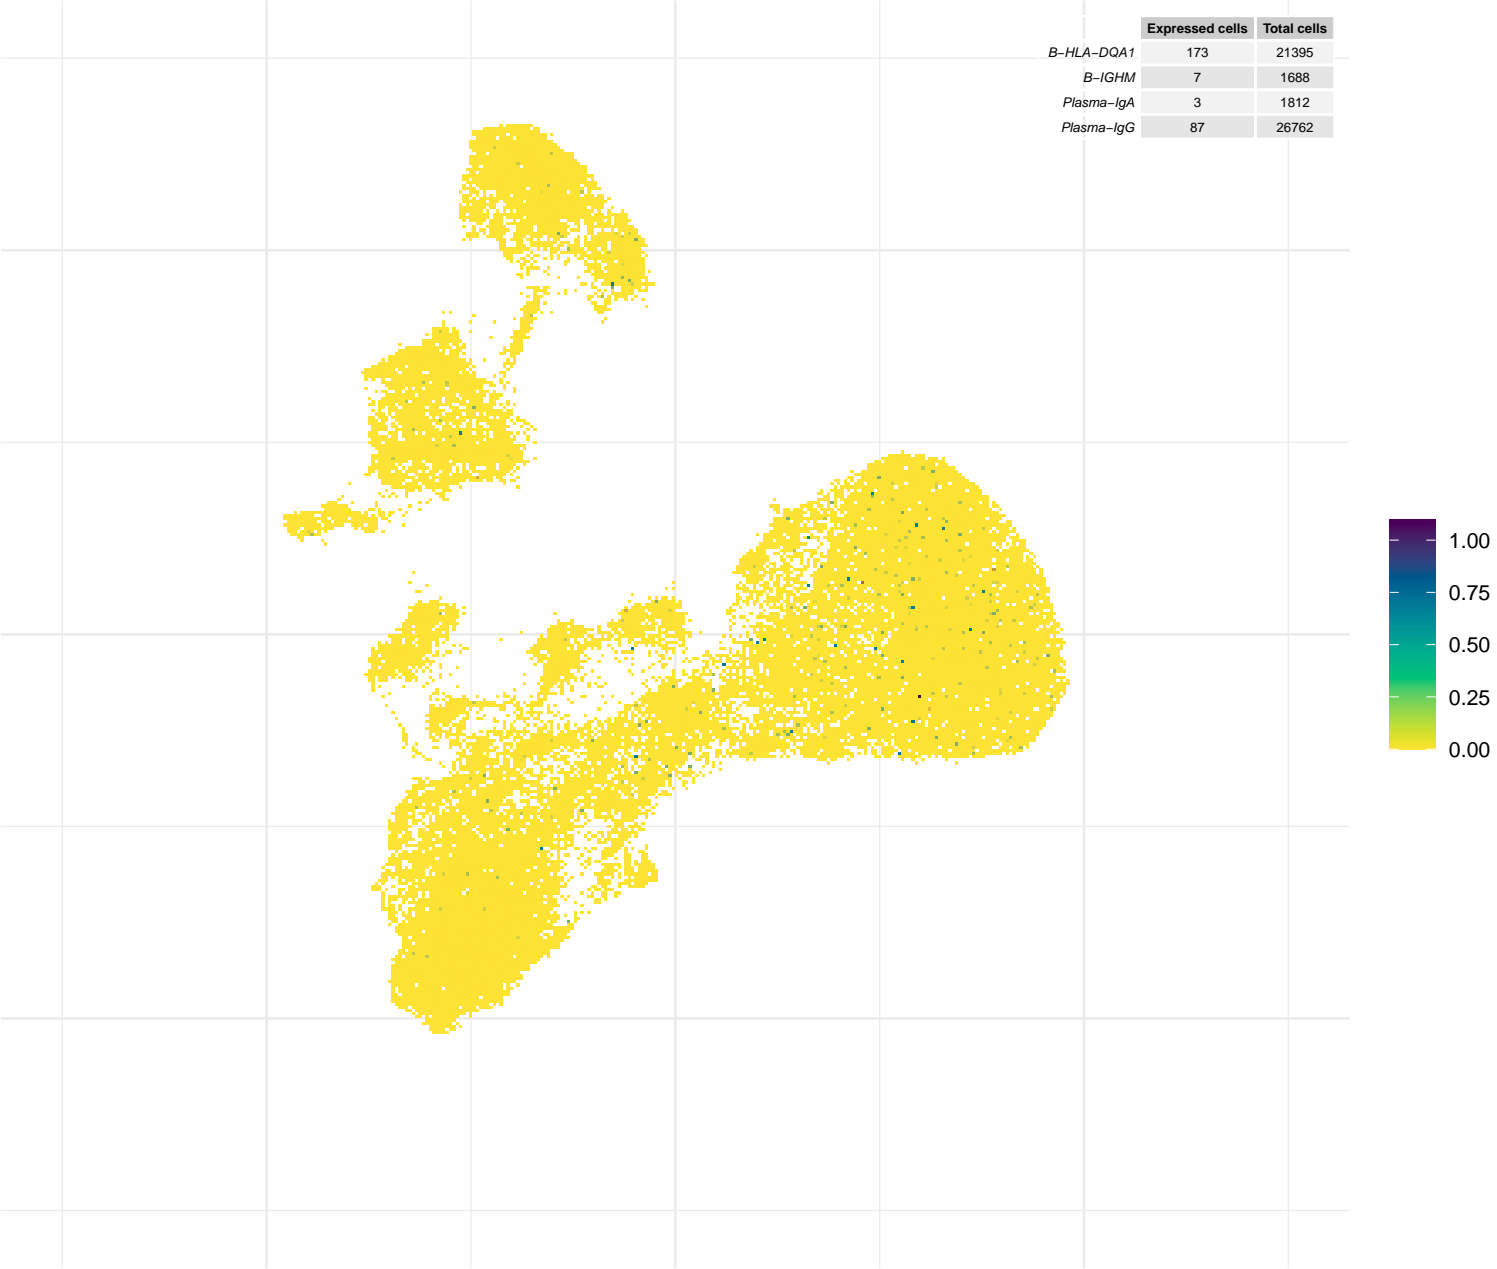 Expressed cells Total cells
B−HLA−DQA1 173 21395
B−IGHM 7 1688
Plasma−IgA 3 1812
Plasma−IgG 87 26762
1.00
0.75
0.50
0.25
0.00